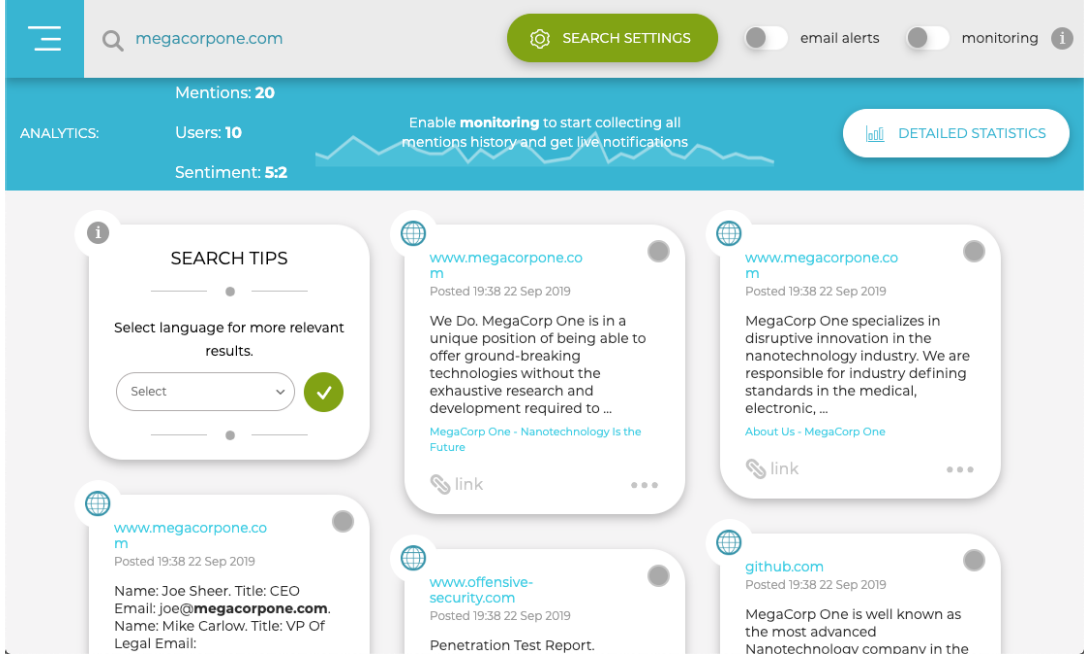 megacorpone.com
SEARCH SETTINGS
email alerts
monitoring
i
ANALYTICS:
Mentions: 20
Users: 10
Sentiment: 5:2
Enable monitoring to start collecting all
mentions history and get live notifications
DETAILED STATISTICS
i
SEARCH TIPS
Select language for more relevant
results.
Select
www.megacorpone.co
m
Posted 19:38 22 Sep 2019
We Do. MegaCorp One is in a
unique position of being able to
offer ground-breaking
technologies without the
exhaustive research and
development required to ...
MegaCorp One - Nanotechnology Is the
Future
link
www.megacorpone.co
m
Posted 19:38 22 Sep 2019
MegaCorp One specializes in
disruptive innovation in the
nanotechnology industry. We are
responsible for industry defining
standards in the medical,
electronic, ...
About Us - MegaCorp One
link
www.megacorpone.co
m
Posted 19:38 22 Sep 2019
Name: Joe Sheer. Title: CEO
Email: joe@megacorpone.com.
Name: Mike Carlow. Title: VP Of
Legal Email:
www.offensive-
security.com
Posted 19:38 22 Sep 2019
Penetration Test Report.
github.com
Posted 19:38 22 Sep 2019
MegaCorp One is well known as
the most advanced
Nanotechnology company in the